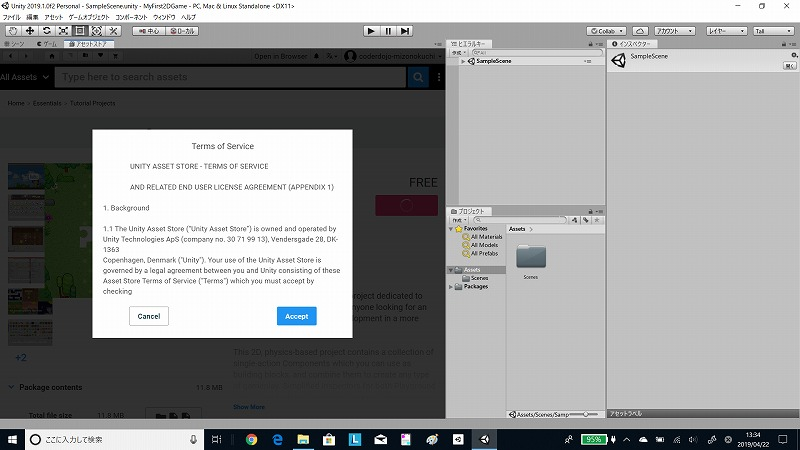 Unity 2019.1.0f2 Personal - SampleScene.unity - MyFirst2DGame - PC, Mac & Linux Standalone <DX11>
ファイル 編集 アセット ゲームオブジェクト コンポーネント ウィンドウ ヘルプ
中心 ローカル
Collab アカウント レイヤー Tall
シーン ゲーム アセットストア
ヒエラルキー
インスペクター
Open in Browser coderdojo-mizonokuchi
作成 All
SampleScene
SampleScene
開く
All Assets Type here to search assets
Home > Essentials > Tutorial Projects
Terms of Service
UNITY ASSET STORE - TERMS OF SERVICE
AND RELATED END USER LICENSE AGREEMENT (APPENDIX 1)
1. Background
1.1 The Unity Asset Store ("Unity Asset Store") is owned and operated by
Unity Technologies ApS (company no. 30 71 99 13), Vendersgade 28, DK-
1363
Copenhagen, Denmark ("Unity"). Your use of the Unity Asset Store is
governed by a legal agreement between you and Unity consisting of these
Asset Store Terms of Service ("Terms") which you must accept by
checking
Cancel Accept
FREE
project dedicated to
anyone looking for an
development in a more
This 2D, physics-based project contains a collection of
single-action Components which you can use as
Show More
+2
Package contents 11.8 MB
Total file size 11.8 MB
プロジェクト
作成
Favorites
All Materials
All Models
All Prefabs
Assets
Scenes
Packages
Assets
Scenes
Assets/Scenes/Samp
アセットラベル
ここに入力して検索
95%
13:34
2019/04/22